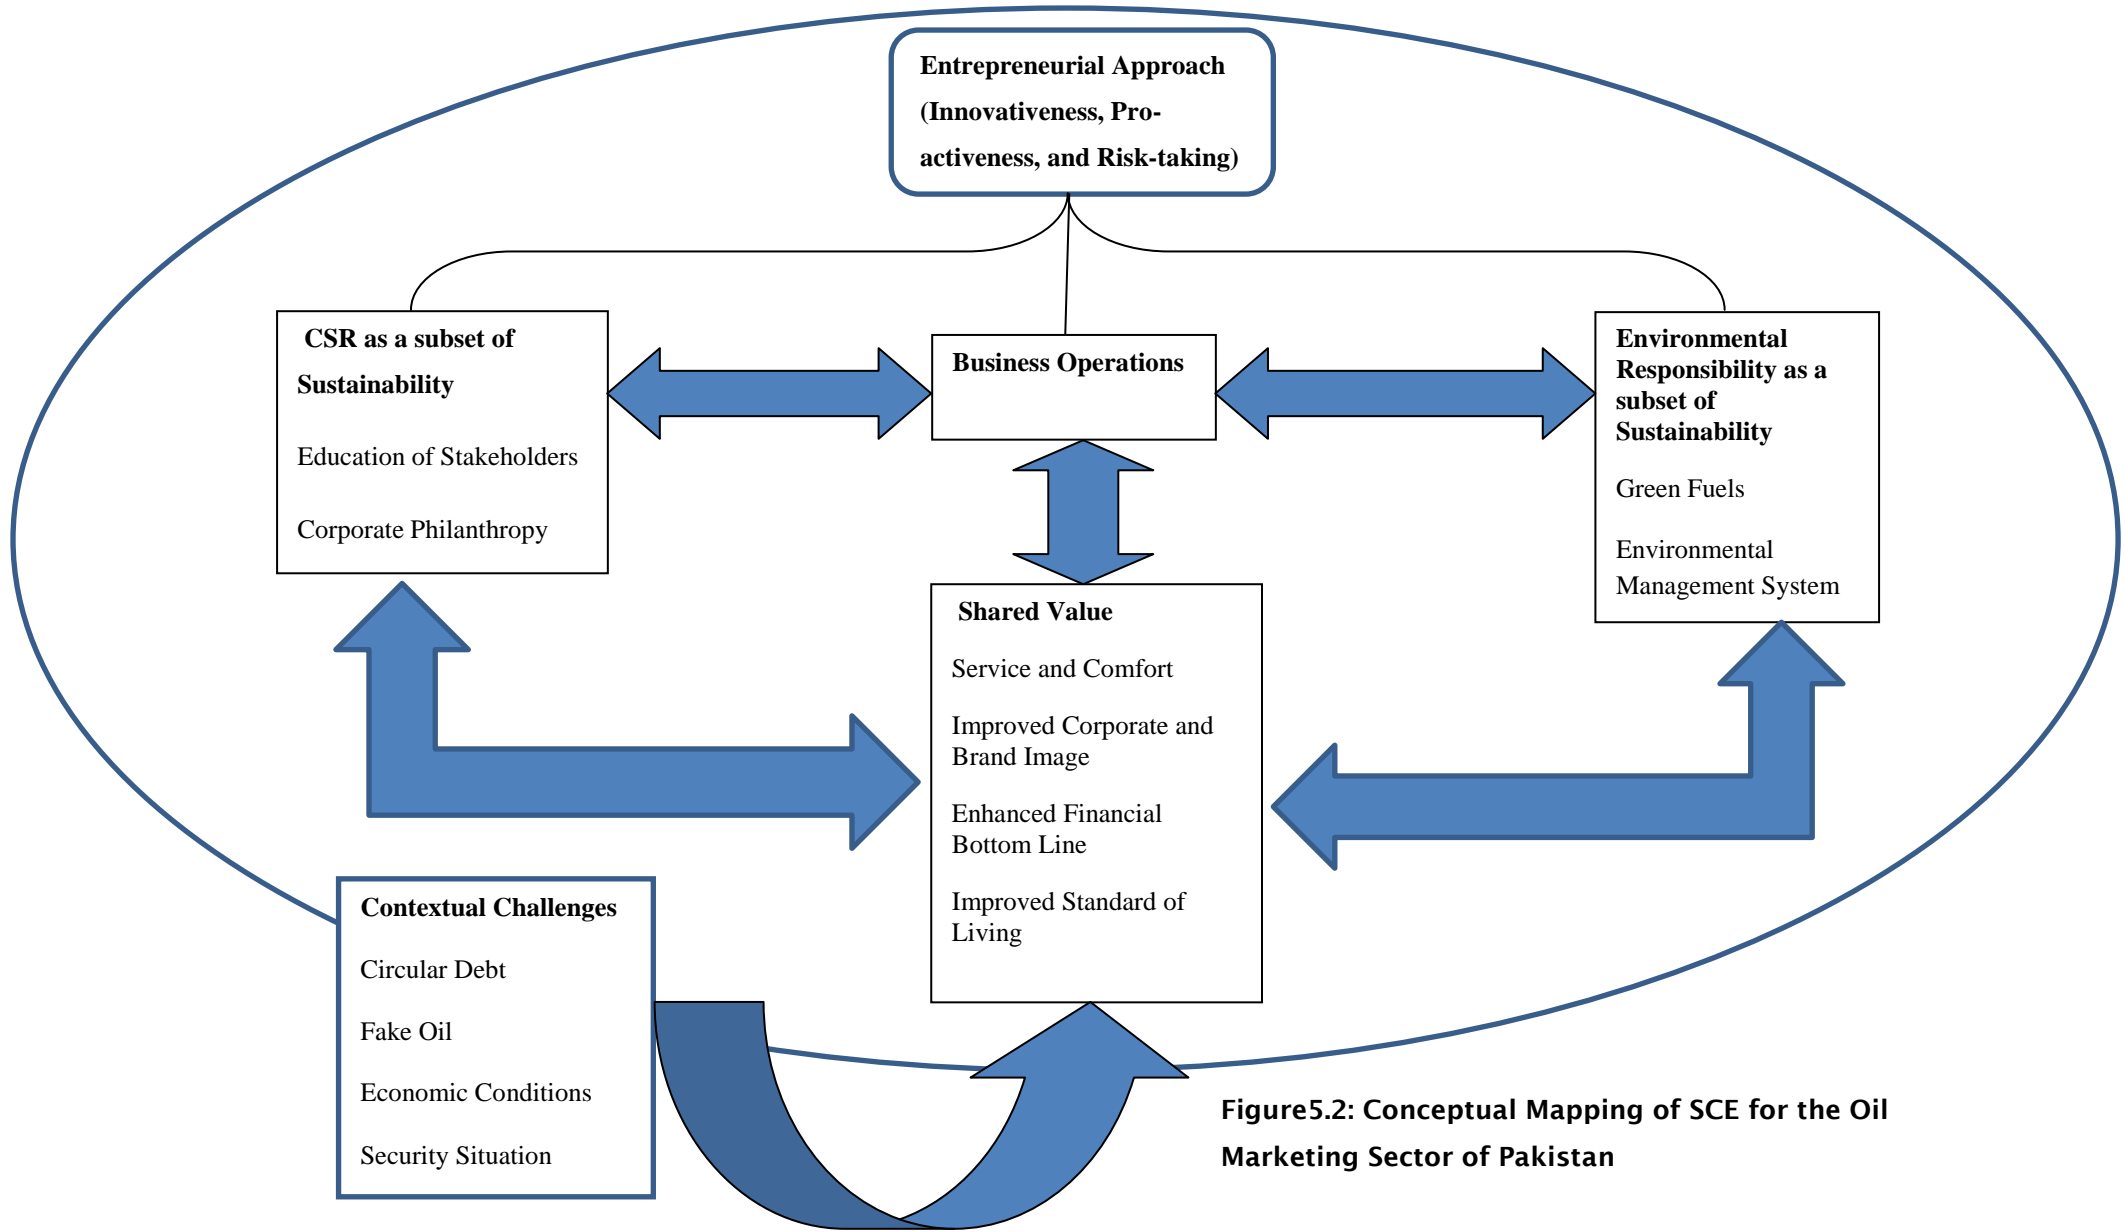 Entrepreneurial Approach
(Innovativeness, Pro-
activeness, and Risk-taking)
CSR as a subset of
Sustainability
Education of Stakeholders
Corporate Philanthropy
Business Operations
Environmental
Responsibility as a
subset of
Sustainability
Green Fuels
Environmental
Management System
Shared Value
Service and Comfort
Improved Corporate and
Brand Image
Enhanced Financial
Bottom Line
Improved Standard of
Living
Contextual Challenges
Circular Debt
Fake Oil
Economic Conditions
Security Situation
Figure5.2: Conceptual Mapping of SCE for the Oil
Marketing Sector of Pakistan